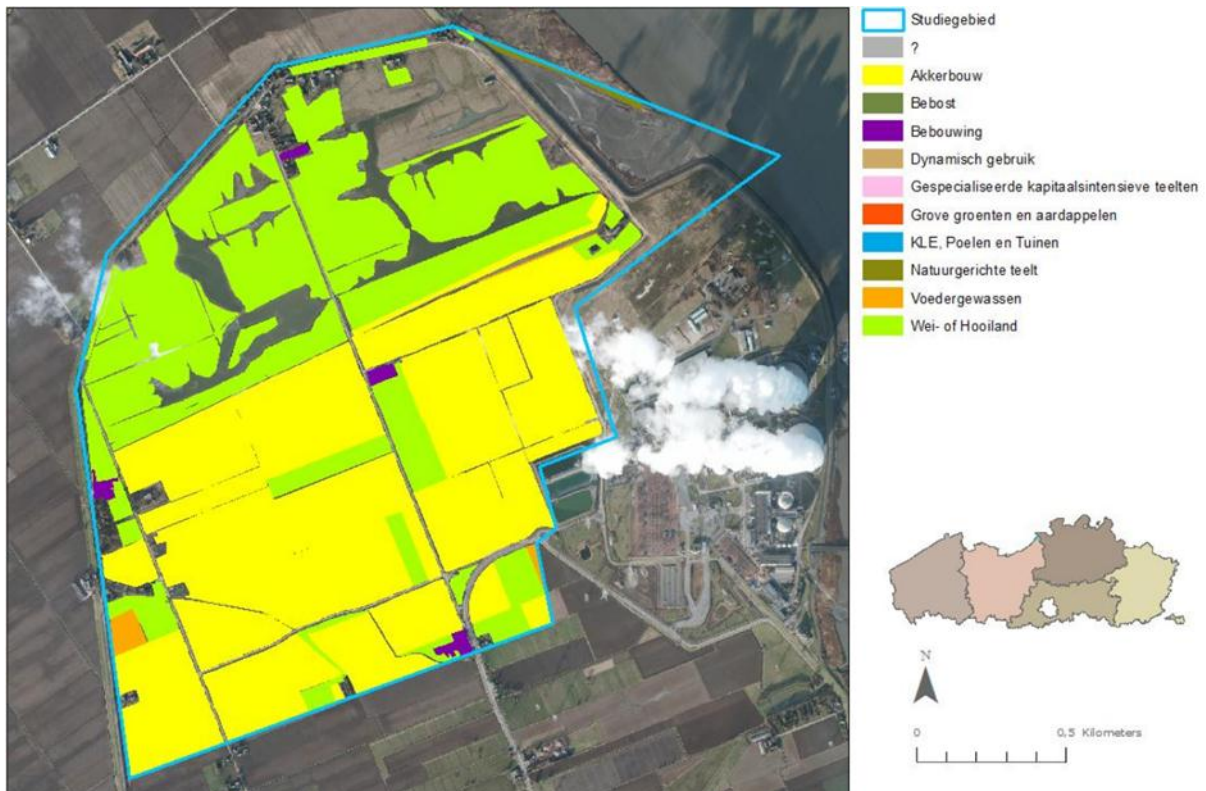 Studiegebied
?
Akkerbouw
Bebost
Bebouwing
Dynamisch gebruik
Gespecialiseerde kapitaalsintensieve teelten
Grove groenten en aardappelen
KLE, Poelen en Tuinen
Natuurgerichte teelt
Voedergewassen
Wei- of Hooiland
N
0 0,5 Kilometers